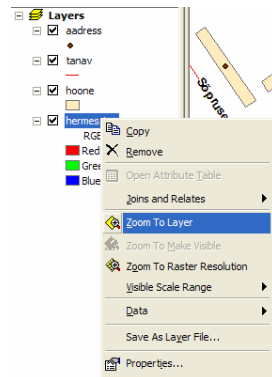 Layers
aadress
tanav
hoone
hermes
RGB
Red
Gree
Blue
Copy
Remove
Open Attribute Table
Joins and Relates
Zoom To Layer
Zoom To Make Visible
Zoom To Raster Resolution
Visible Scale Range
Data
Save As Layer File...
Properties...